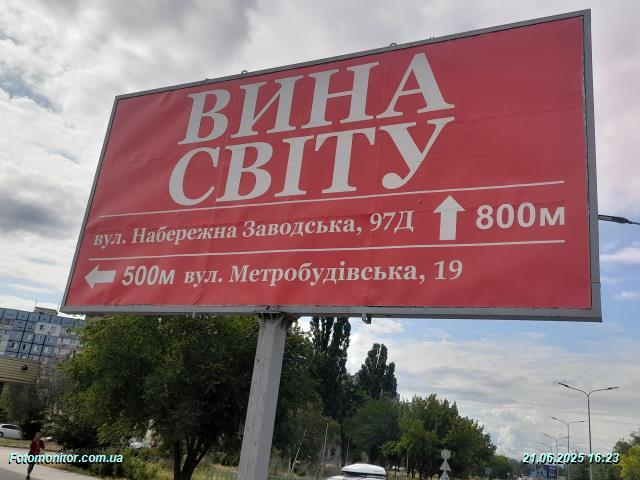 ВИНА
СВІТУ
вул. Набережна Заводська, 97Д ↑ 800м
← 500м вул. Метробудівська, 19
Fotomonitor.com.ua
21.06.2025 16:23